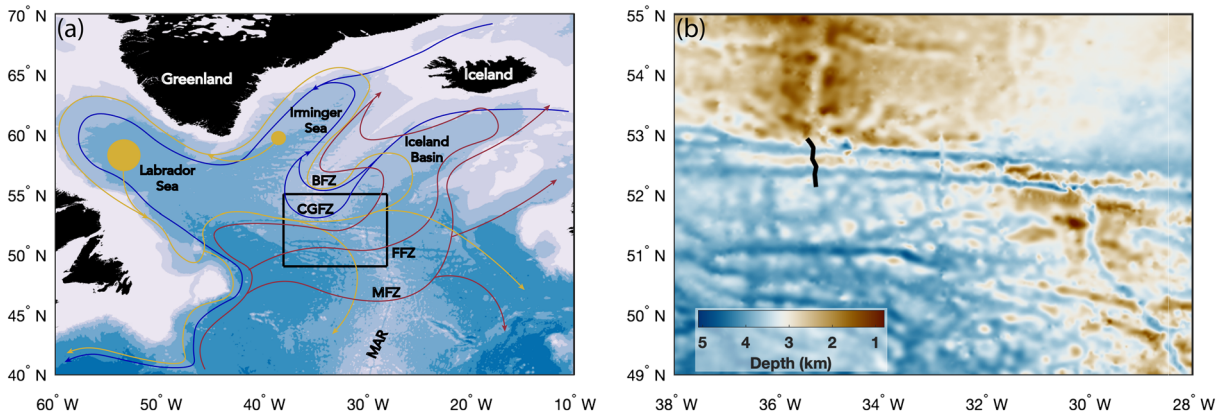 (a)
70° N
65° N
60° N
55° N
50° N
45° N
40° N
60 W
50 W
40 W
30 W
20 W
10 W
Greenland
Iceland
Irminger
Sea
Iceland
Basin
Labrador
Sea
BFZ
CGFZ
FFZ
MFZ
MAR
(b)
55° N
54° N
53° N
52° N
51° N
50° N
49° N
38° W
36° W
34° W
32° W
30° W
28° W
5 4 3 2 1
Depth (km)